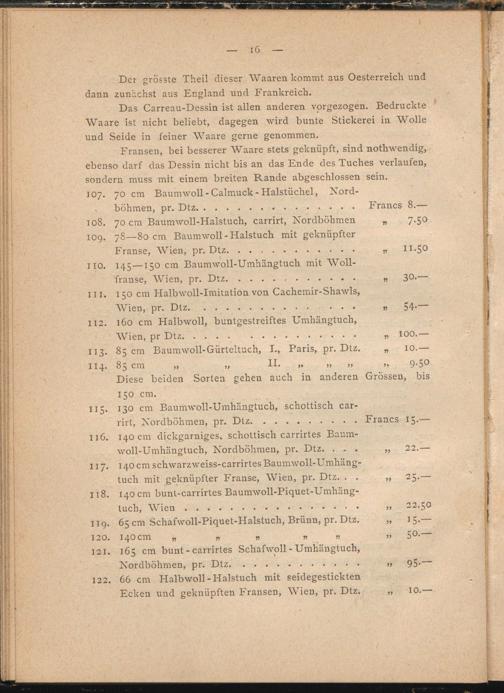 — 16 —
Der grösste Theil dieser Waaren kommt aus Oesterreich und
dann zunächst aus England und Frankreich.
Das Carreau-Dessin ist allen anderen vorgezogen. Bedruckte
Waare ist nicht beliebt, dagegen wird bunte Stickerei in Wolle
und Seide in feiner Waare gerne genommen.
Fransen, bei besserer Waare stets geknüpft, sind nothwendig,
ebenso darf das Dessin nicht bis an das Ende des Tuches verlaufen,
sondern muss mit einem breiten Rande abgeschlossen sein.
107. 70 cm Baumwoll-Calmuck-Halstüchel, Nord-
böhmen, pr. Dtz. . . . . . . . . . . . . . Francs 8.—
108. 70 cm Baumwoll-Halstuch, carrirt, Nordböhmen „ 7.50
109. 78—80 cm Baumwoll-Halstuch mit geknüpfter
Franse, Wien, pr. Dtz. . . . . . . . . . . „ 11.50
110. 145—150 cm Baumwoll-Umhängtuch mit Woll-
franse, Wien, pr. Dtz. . . . . . . . . . . „ 30.—
111. 150 cm Halbwoll-Imitation von Cachemir-Shawls,
Wien, pr. Dtz. . . . . . . . . . . . . . „ 54.—
112. 160 cm Halbwoll, buntgestreiftes Umhängtuch,
Wien, pr Dtz. . . . . . . . . . . . . . . „ 100.—
113. 85 cm Baumwoll-Gürteltuch, I., Paris, pr. Dtz. „ 10.—
114. 85 cm „ „ II. „ „ „ „ 9.50
Diese beiden Sorten gehen auch in anderen Grössen, bis
150 cm.
115. 130 cm Baumwoll-Umhängtuch, schottisch car-
rirt, Nordböhmen, pr. Dtz. . . . . . . . . Francs 15.—
116. 140 cm dickgarniges, schottisch carrirtes Baum-
woll-Umhängtuch, Nordböhmen, pr. Dtz. . . . „ 22.—
117. 140 cm schwarzweiss-carrirtes Baumwoll-Umhäng-
tuch mit geknüpfter Franse, Wien, pr. Dtz. . . „ 25.—
118. 140 cm bunt-carrirtes Baumwoll-Piquet-Umhäng-
tuch, Wien . . . . . . . . . . . . . . . „ 22.50
119. 65 cm Schafwoll-Piquet-Halstuch, Brünn, pr. Dtz. „ 15.—
120. 140 cm „ „ „ „ „ „ 50.—
121. 165 cm bunt-carrirtes Schafwoll-Umhängtuch,
Nordböhmen, pr. Dtz. . . . . . . . . . . . „ 95.—
122. 66 cm Halbwoll-Halstuch mit seidegestickten
Ecken und geknüpften Fransen, Wien, pr. Dtz. „ 10.—